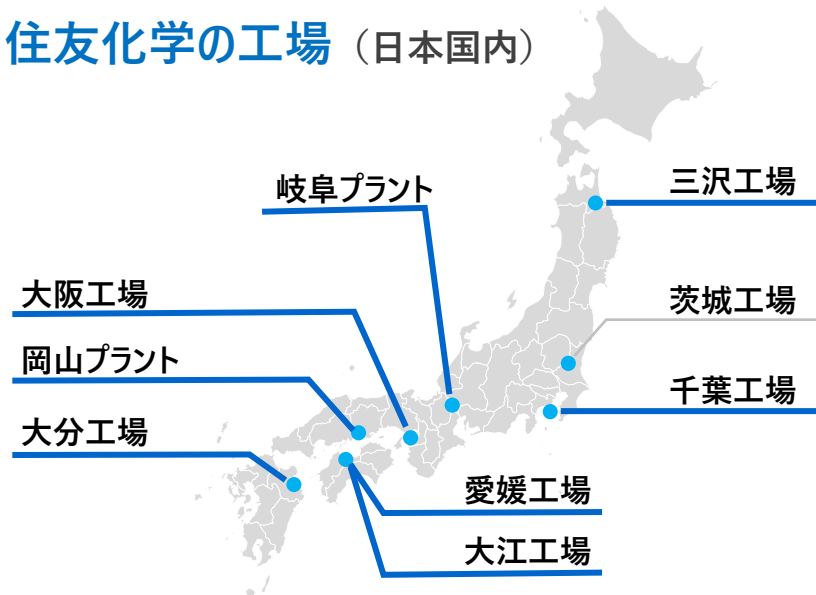 住友化学の工場（日本国内）
岐阜プラント
三沢工場
大阪工場
茨城工場
岡山プラント
千葉工場
大分工場
愛媛工場
大江工場